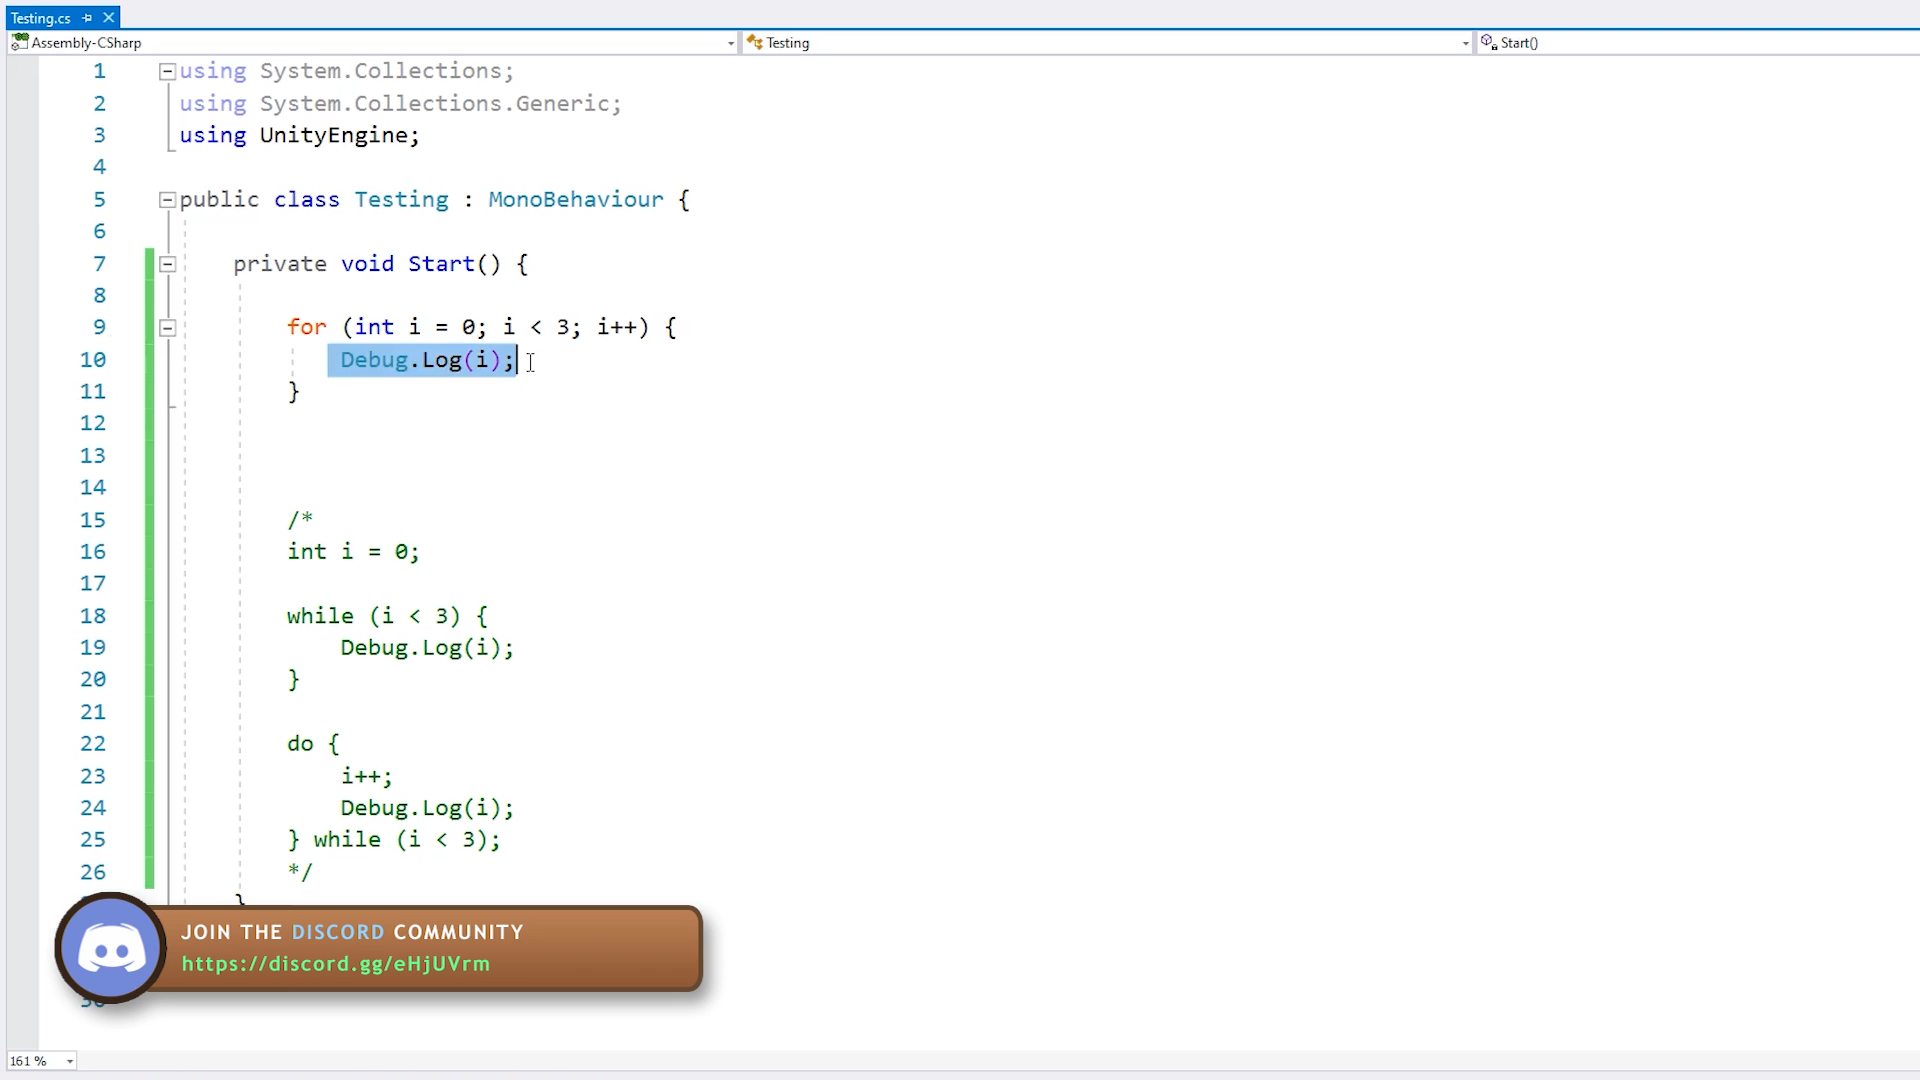 Testing.cs
Assembly-CSharp Testing Start()
1 using System.Collections;
2 using System.Collections.Generic;
3 using UnityEngine;
4
5 public class Testing : MonoBehaviour {
6
7 private void Start() {
8
9 for (int i = 0; i < 3; i++) {
10 Debug.Log(i);
11 }
12
13
14
15 /*
16 int i = 0;
17
18 while (i < 3) {
19 Debug.Log(i);
20 }
21
22 do {
23 i++;
24 Debug.Log(i);
25 } while (i < 3);
26 */
}
JOIN THE DISCORD COMMUNITY
https://discord.gg/eHjUVrm
161 %